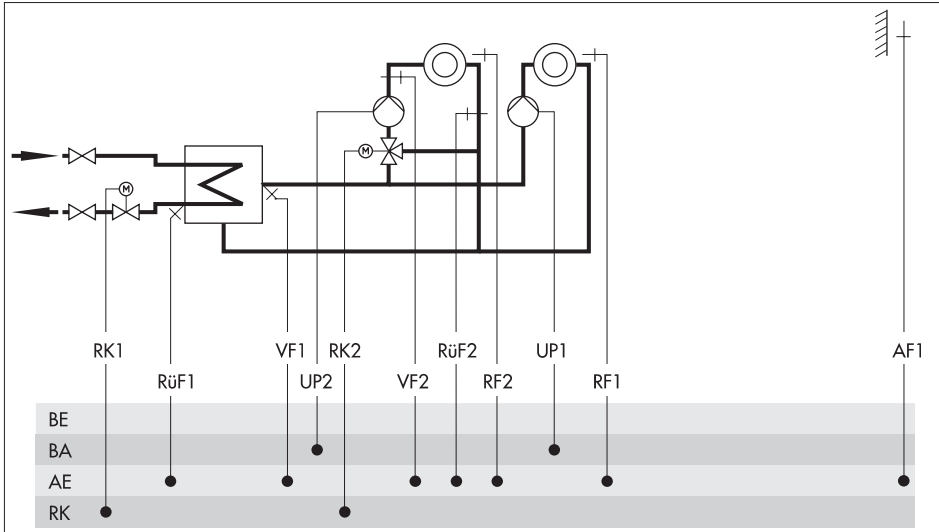 M
M
RK1 VF1 RK2 RüF2 UP1 AF1
RüF1 UP2 VF2 RF2 RF1
BE
BA
AE
RK